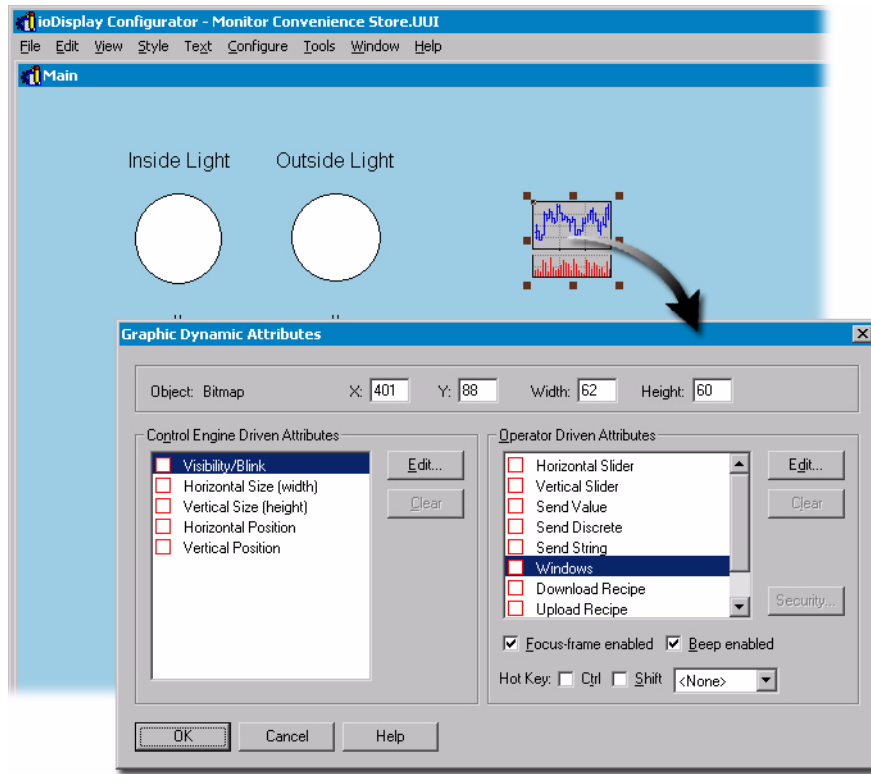 ioDisplay Configurator - Monitor Convenience Store.UUI
File Edit View Style Text Configure Tools Window Help
Main
Inside Light Outside Light
Graphic Dynamic Attributes
Object: Bitmap X: 401 Y: 88 Width: 62 Height: 60
Control Engine Driven Attributes
Visibility/Blink
Horizontal Size (width)
Vertical Size (height)
Horizontal Position
Vertical Position
Edit...
Clear
Operator Driven Attributes
Horizontal Slider
Vertical Slider
Send Value
Send Discrete
Send String
Windows
Download Recipe
Upload Recipe
Edit...
Clear
Security...
Focus-frame enabled Beep enabled
Hot Key: Ctrl Shift <None>
OK Cancel Help